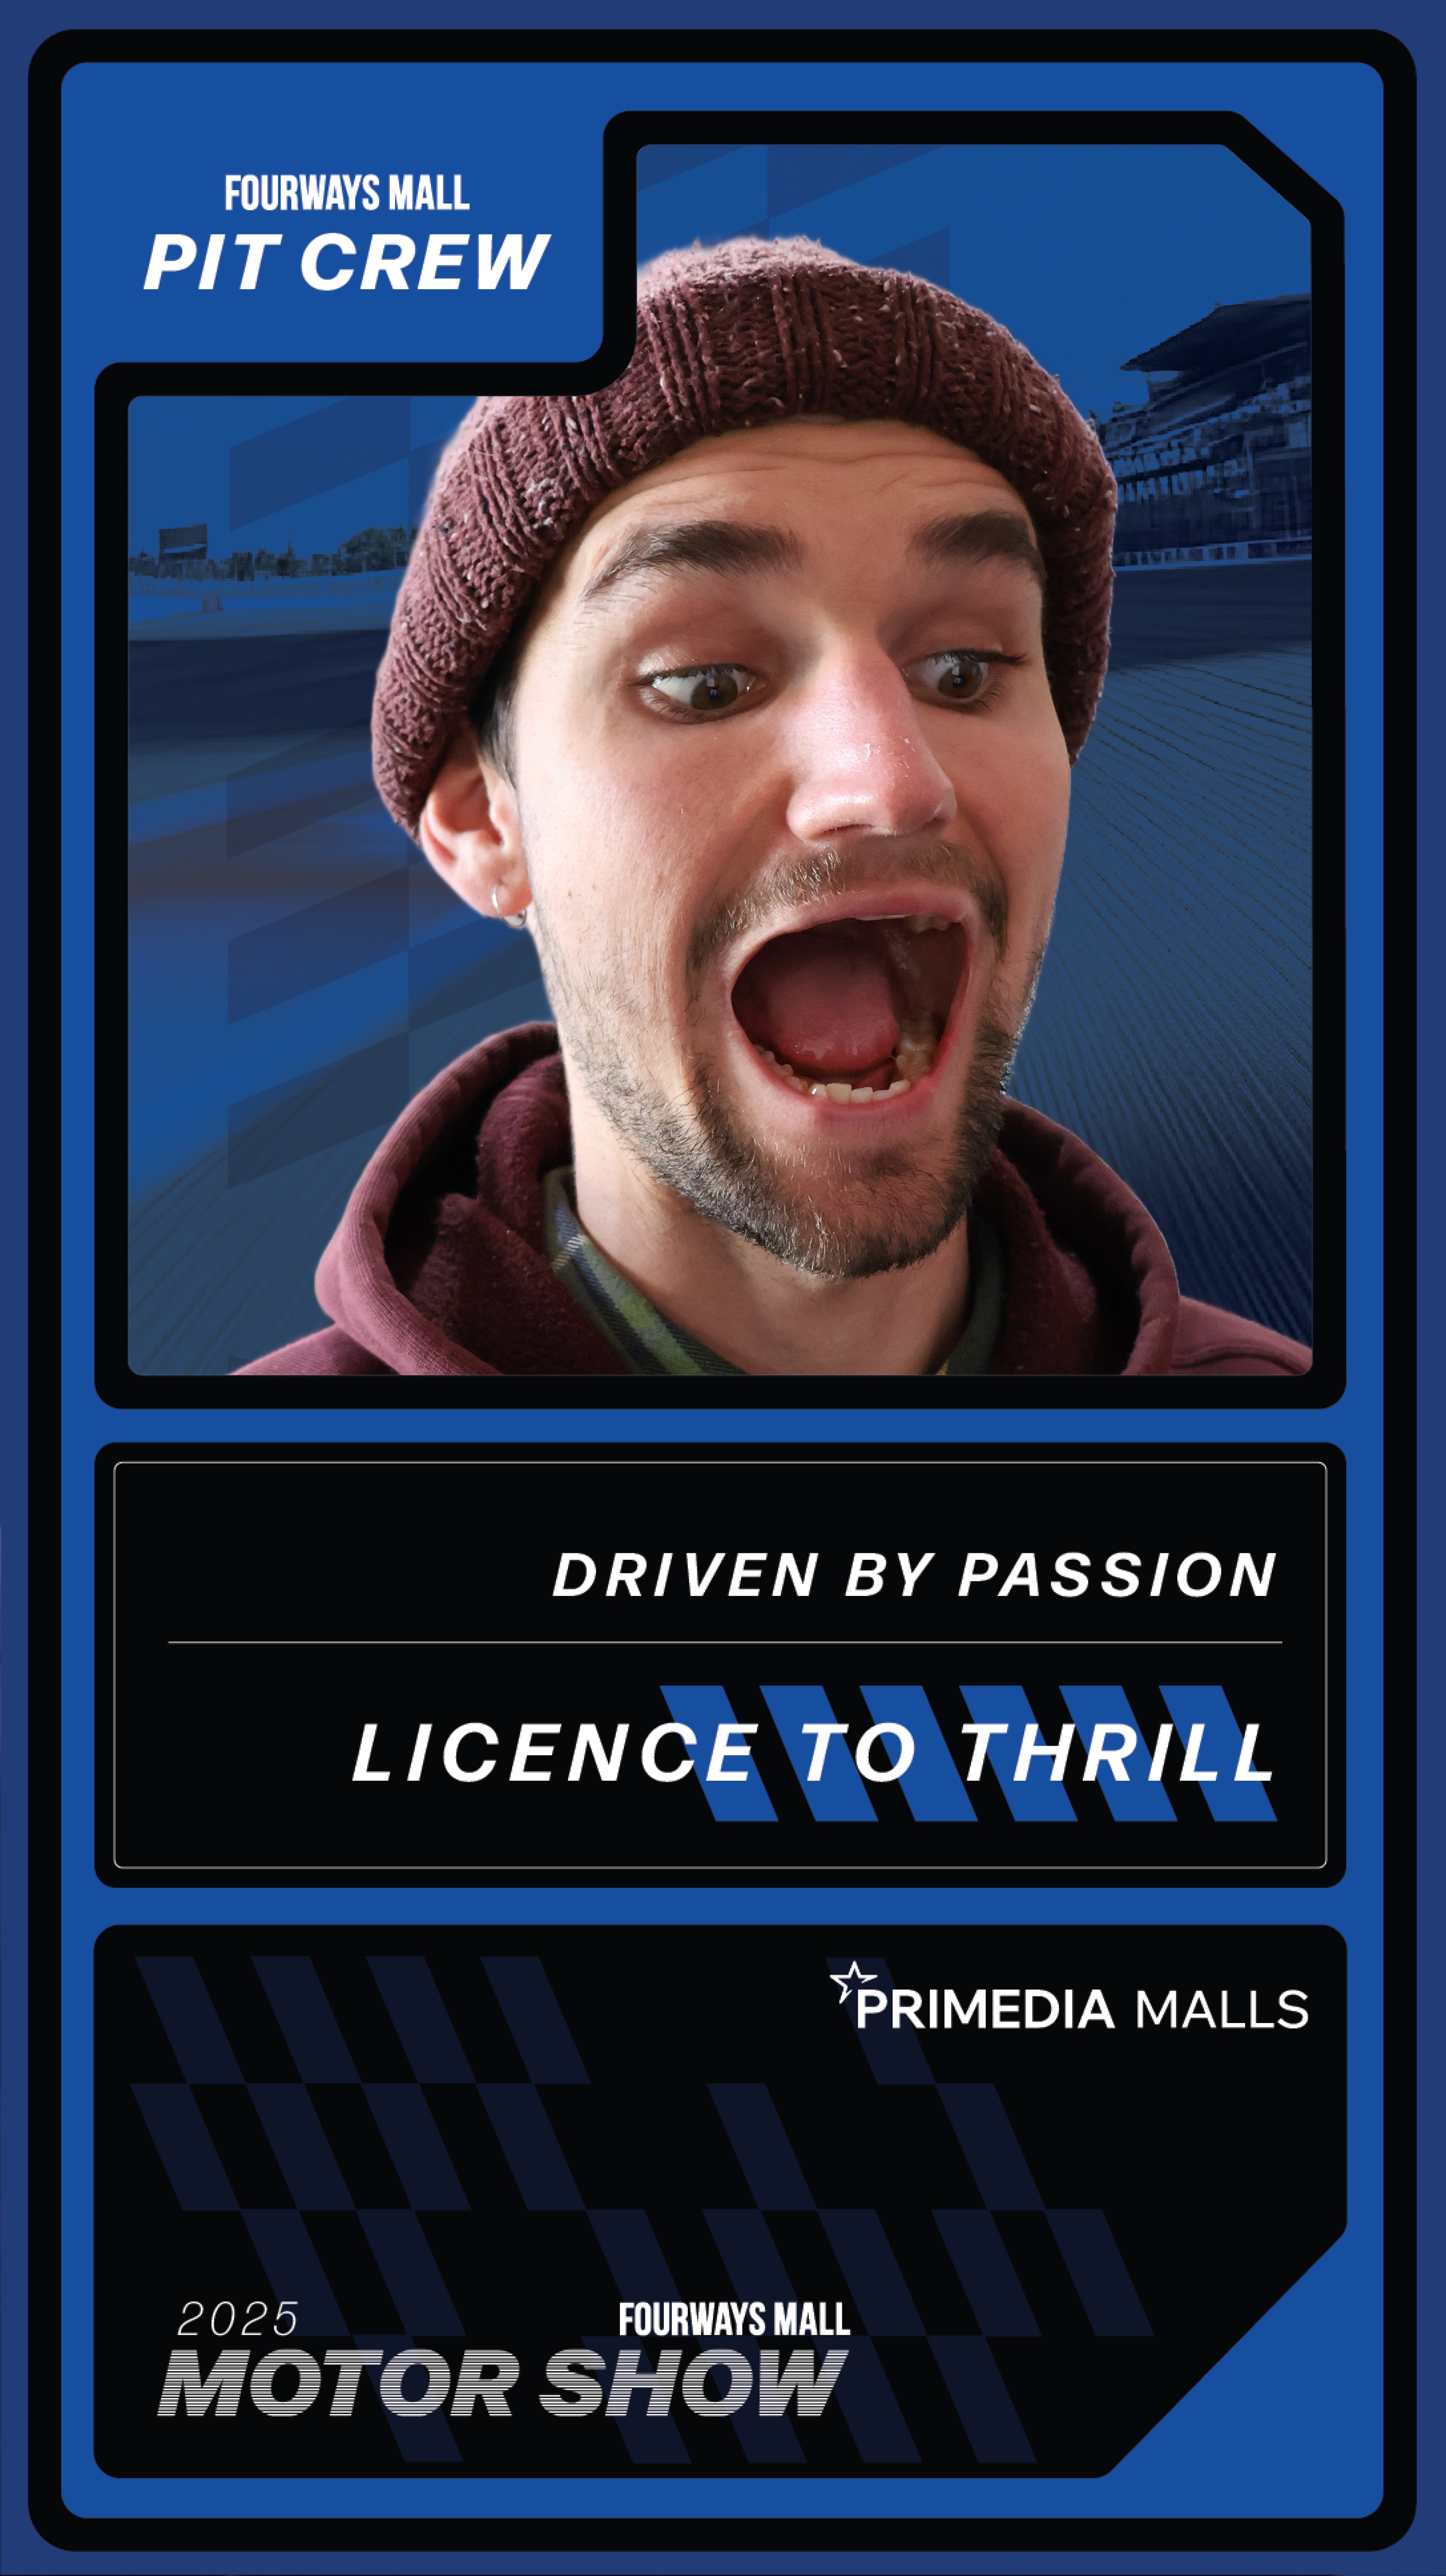 FOURWAYS MALL
PIT CREW
DRIVEN BY PASSION
LICENCE TO THRILL
PRIMEDIA MALLS
2025
FOURWAYS MALL
MOTOR SHOW